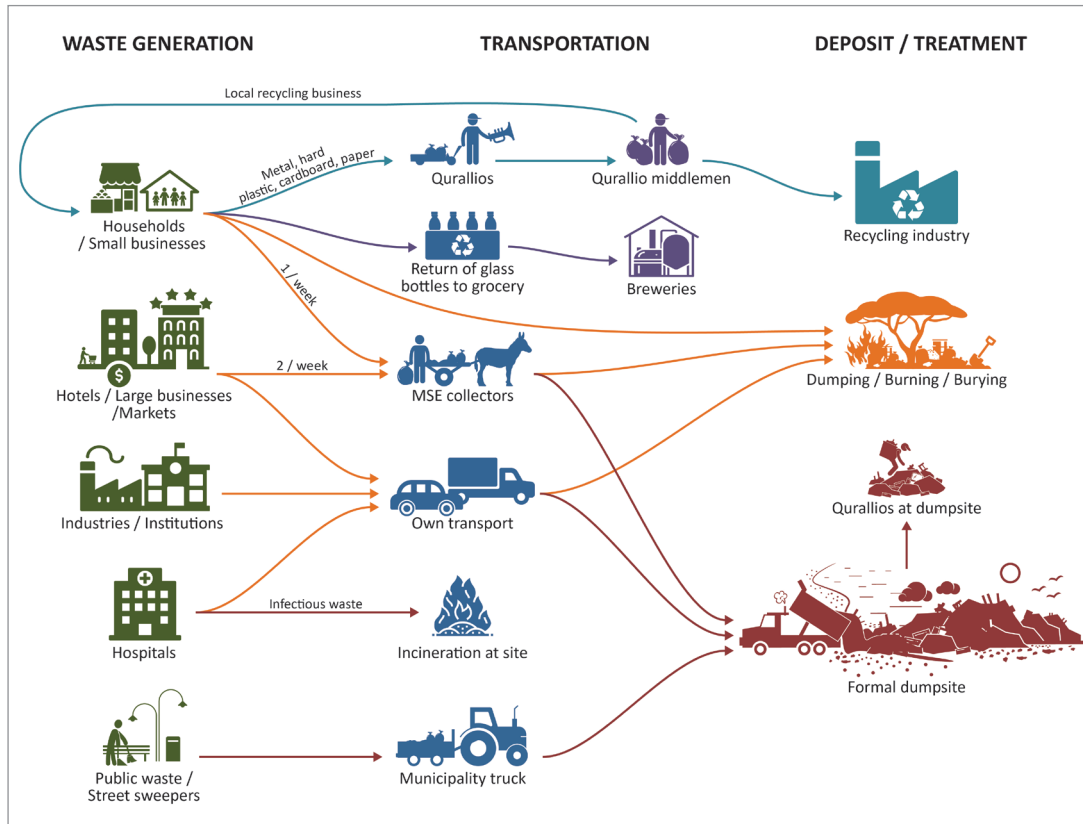 WASTE GENERATION
TRANSPORTATION
DEPOSIT / TREATMENT
Local recycling business
Metal, hard
plastic, cardboard, paper
Qurallios
Qurallio middlemen
Households
/ Small businesses
Recycling industry
Return of glass
bottles to grocery
Breweries
1 / week
2 / week
$
Hotels / Large businesses
/Markets
MSE collectors
Dumping / Burning / Burying
Industries / Institutions
Own transport
Qurallios at dumpsite
Infectious waste
Hospitals
Incineration at site
Formal dumpsite
Public waste /
Street sweepers
Municipality truck